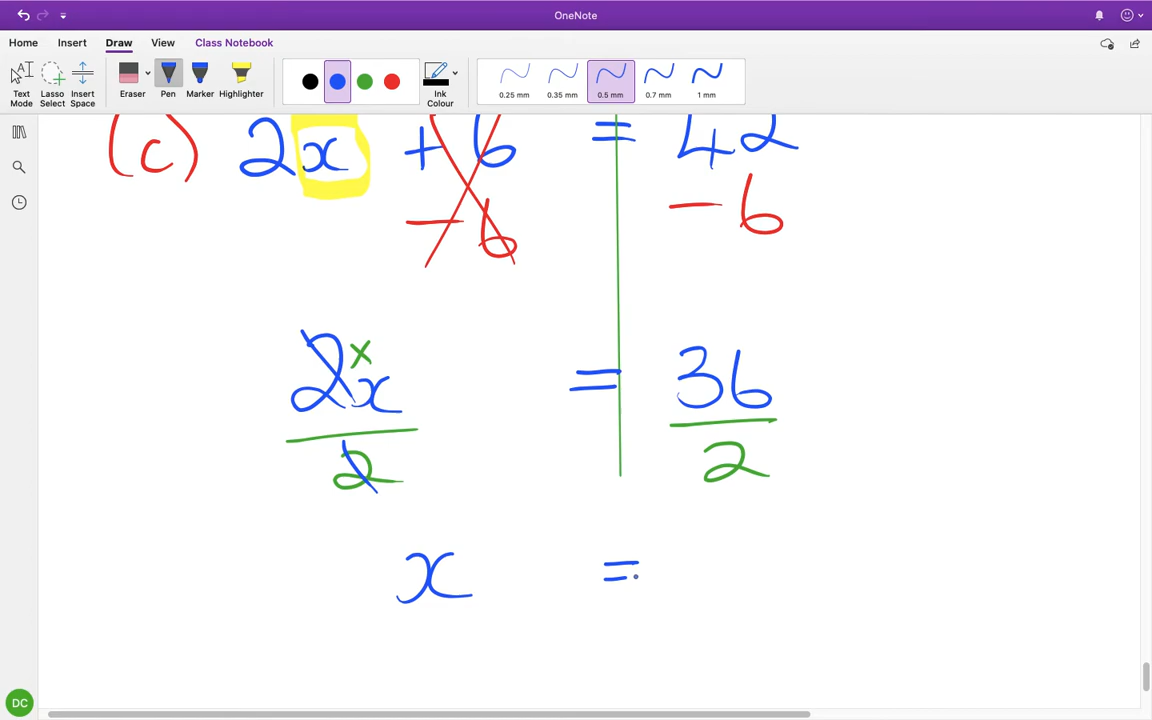 OneNote
Home Insert Draw View Class Notebook
Text Mode
Lasso Select
Insert Space
Eraser
Pen
Marker
Highlighter
Ink Colour
0.25 mm
0.35 mm
0.5 mm
0.7 mm
1 mm
(c) 2x + 6 = 42
- 6 - 6
2 × x = 36
2 2
x =
DC